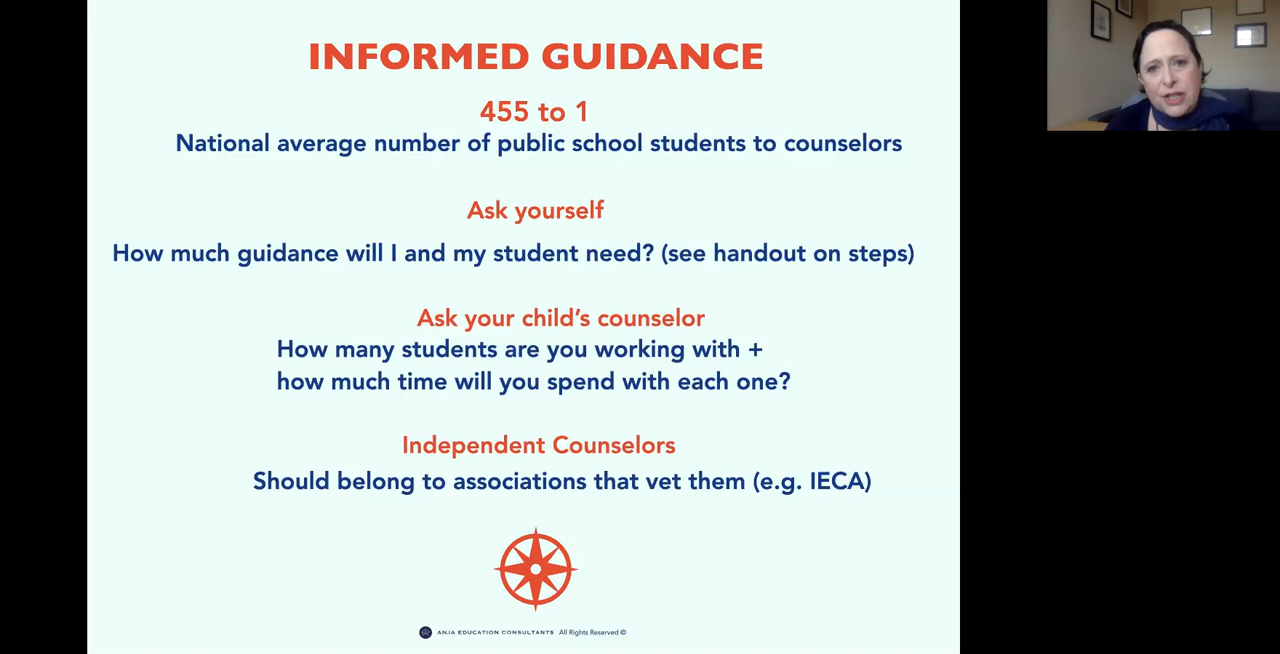 INFORMED GUIDANCE
455 to 1
National average number of public school students to counselors
Ask yourself
How much guidance will I and my student need? (see handout on steps)
Ask your child's counselor
How many students are you working with +
how much time will you spend with each one?
Independent Counselors
Should belong to associations that vet them (e.g. IECA)
ANJA EDUCATION CONSULTANTS All Rights Reserved ©